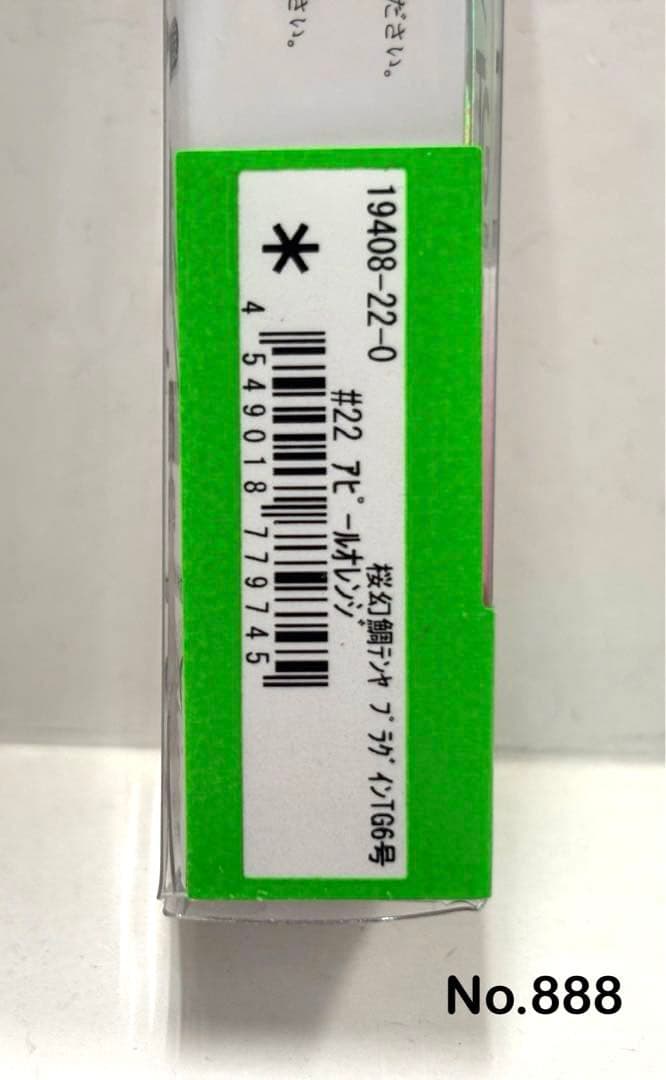 ださい。
さい。
19408-22-0
桜幻鯛ﾃﾝﾔ ﾌﾟﾗｸﾞｲﾝTG6号
#22 ｱﾋﾟｰﾙｵﾚﾝｼﾞ
*
4 549018 779745
No.888